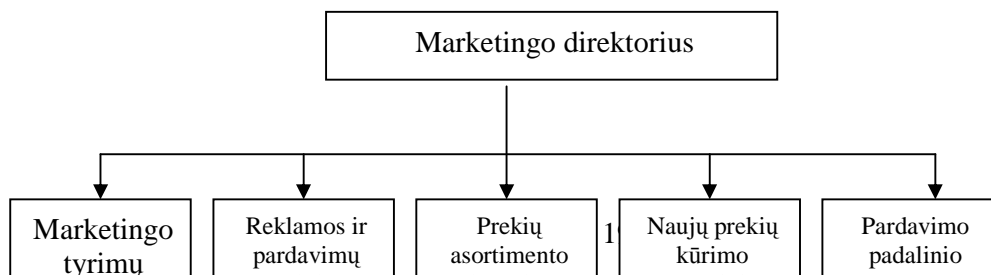 Marketingo direktorius
Marketingo
tyrimų
Reklamos ir
pardavimų
Prekių
asortimento
Naujų prekių
kūrimo
Pardavimo
padalinio